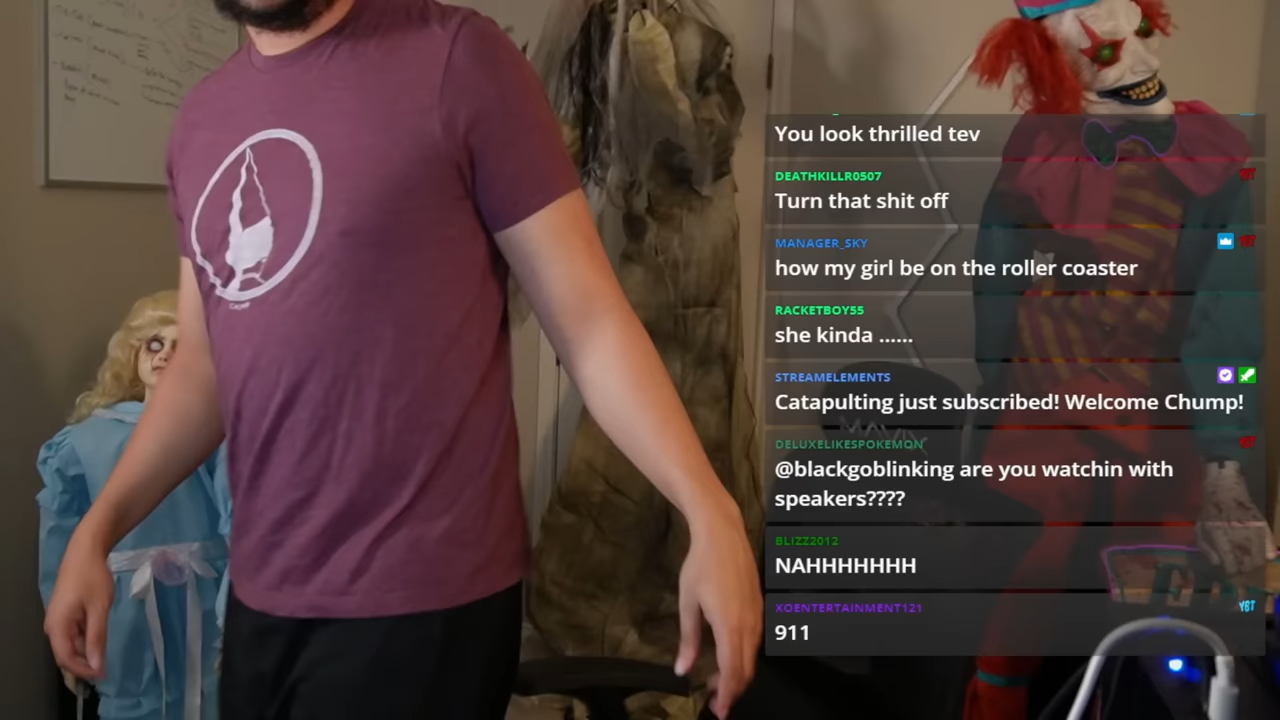 You look thrilled tev
DEATHKILLR0507
Turn that shit off
MANAGER_SKY
how my girl be on the roller coaster
RACKETBOY55
she kinda ......
STREAMELEMENTS
Catapulting just subscribed! Welcome Chump!
DELUXELIKESPOKEMON
@blackgoblinking are you watchin with
speakers????
BLIZZ2012
NAHHHHHHH
XOENTERTAINMENT121
YBT
911